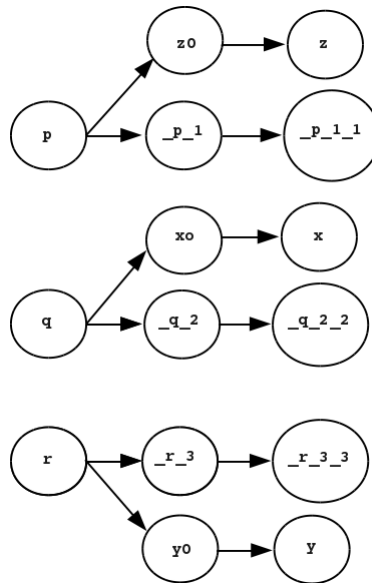 z0 z
p _p_1 _p_1_1
xo x
q _q_2 _q_2_2
r _r_3 _r_3_3
y0 y